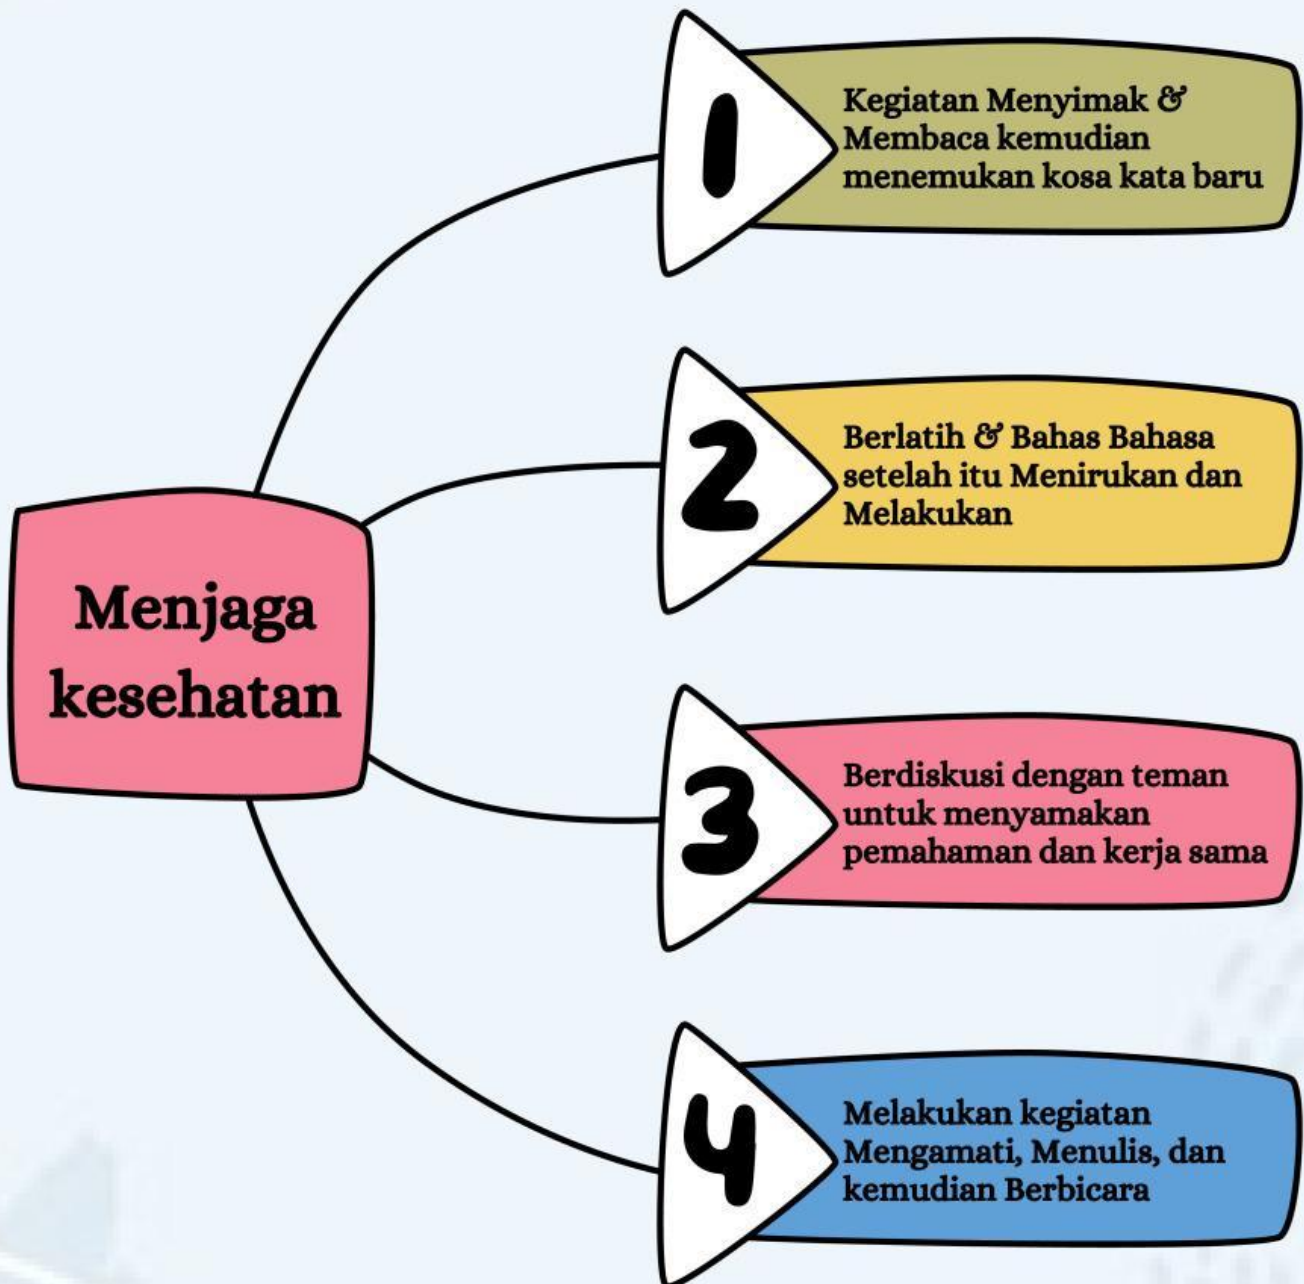 1
Kegiatan Menyimak &
Membaca kemudian
menemukan kosa kata baru
2
Berlatih & Bahas Bahasa
setelah itu Menirukan dan
Melakukan
Menjaga
kesehatan
3
Berdiskusi dengan teman
untuk menyamakan
pemahaman dan kerja sama
4
Melakukan kegiatan
Mengamati, Menulis, dan
kemudian Berbicara